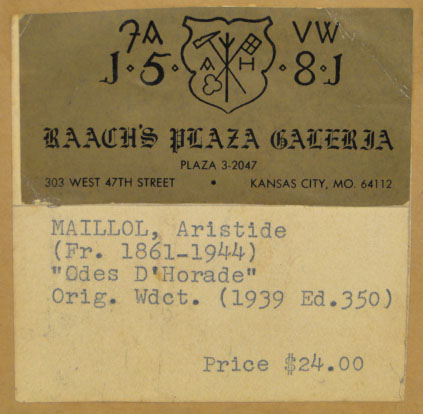 7A VW
J·5· A H ·8·J
RAACH'S PLAZA GALERIA
PLAZA 3-2047
303 WEST 47TH STREET • KANSAS CITY, MO. 64112
MAILLOL, Aristide
(Fr. 1861-1944)
"Odes D'Horade"
Orig. Wdct. (1939 Ed.350)
Price $24.00